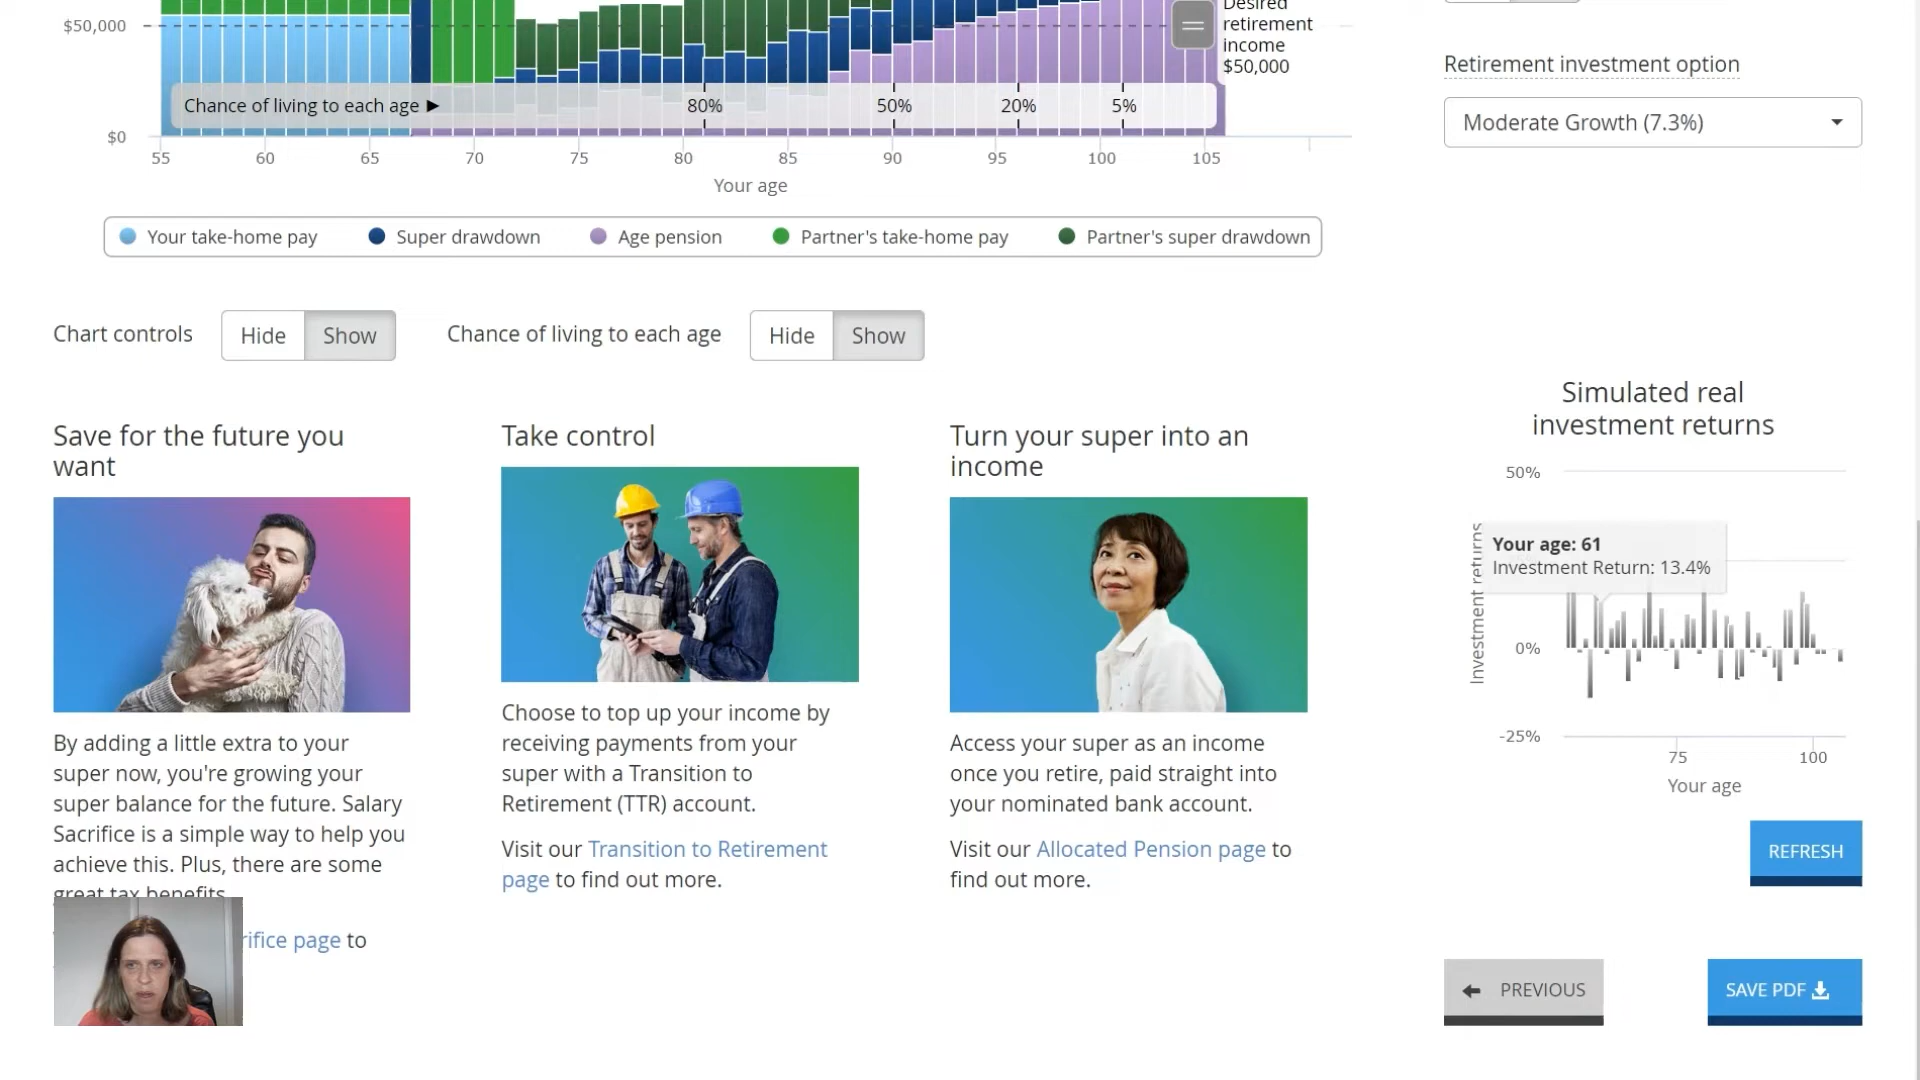 Desired
retirement
income
$50,000
$50,000
Chance of living to each age ▶
80%
50%
20%
5%
$0
55
60
65
70
75
80
85
90
95
100
105
Your age
Your take-home pay
Super drawdown
Age pension
Partner's take-home pay
Partner's super drawdown
Chart controls
Hide
Show
Chance of living to each age
Hide
Show
Retirement investment option
Moderate Growth (7.3%)
Save for the future you
want
By adding a little extra to your
super now, you're growing your
super balance for the future. Salary
Sacrifice is a simple way to help you
achieve this. Plus, there are some
great tax benefits.
rifice page to
Take control
Choose to top up your income by
receiving payments from your
super with a Transition to
Retirement (TTR) account.
Visit our Transition to Retirement
page to find out more.
Turn your super into an
income
Access your super as an income
once you retire, paid straight into
your nominated bank account.
Visit our Allocated Pension page to
find out more.
Simulated real
investment returns
50%
Investment returns
Your age: 61
Investment Return: 13.4%
0%
-25%
75
100
Your age
REFRESH
PREVIOUS
SAVE PDF